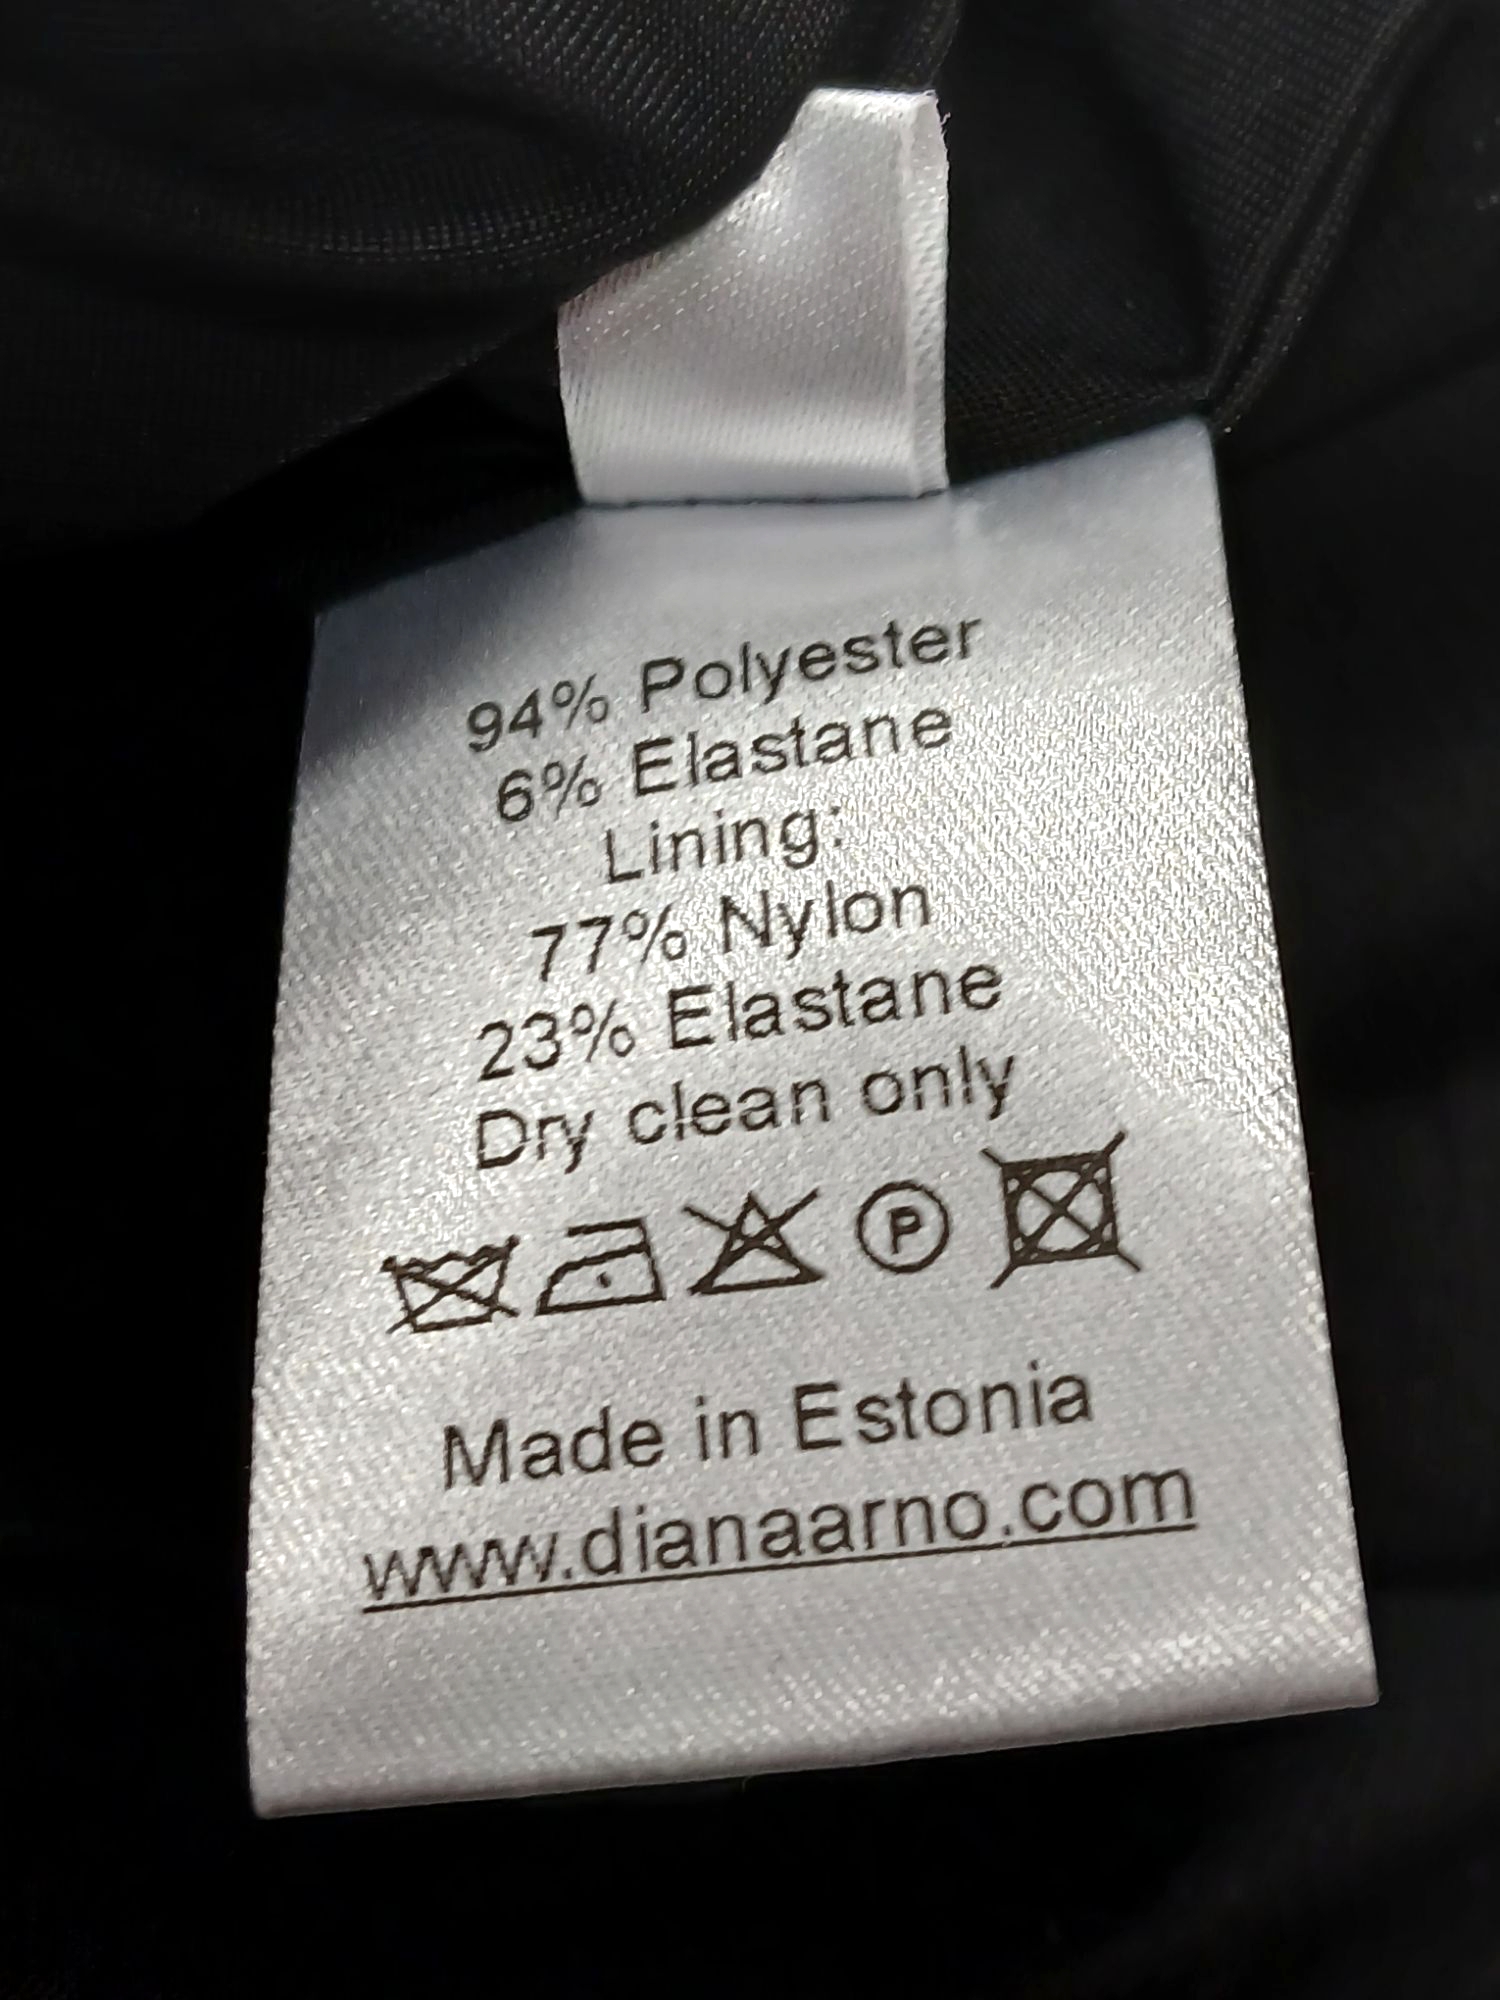 94% Polyester
6% Elastane
Lining:
77% Nylon
23% Elastane
Dry clean only
P
Made in Estonia
www.dianaarno.com